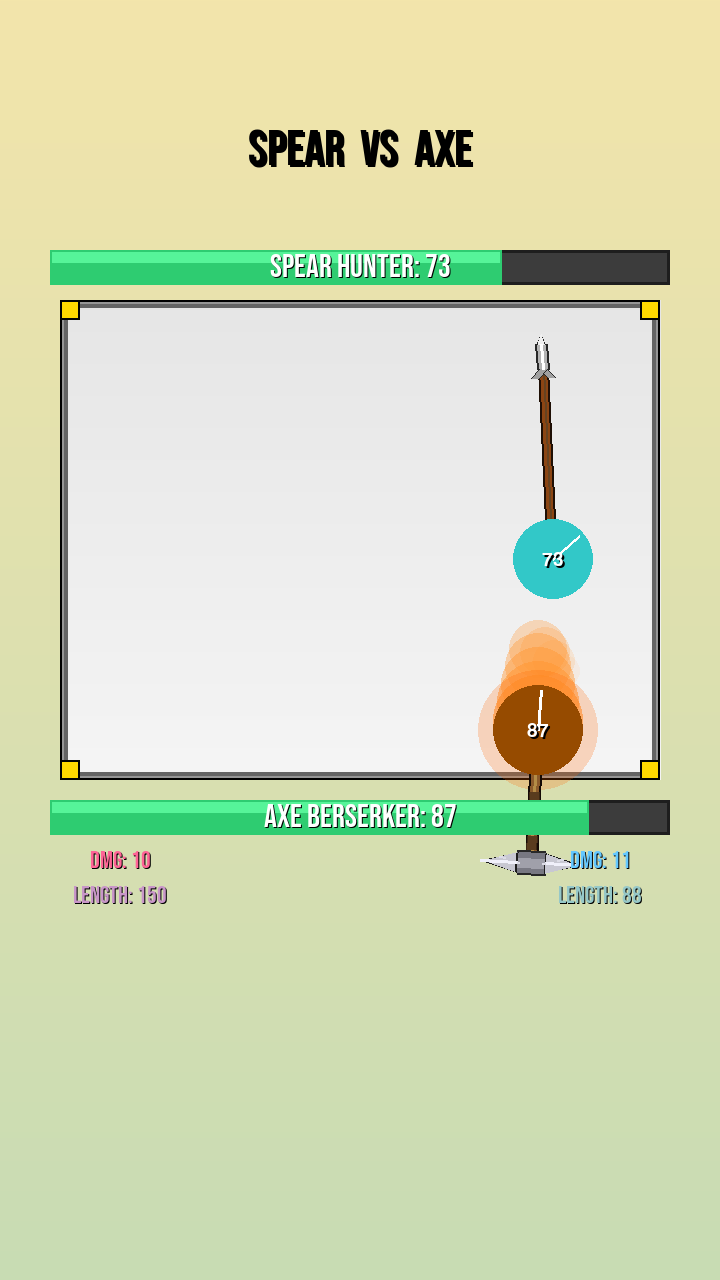 SPEAR VS AXE
SPEAR HUNTER: 73
73
87
AXE BERSERKER: 87
DMG: 10
DMG: 11
LENGTH: 150
LENGTH: 88